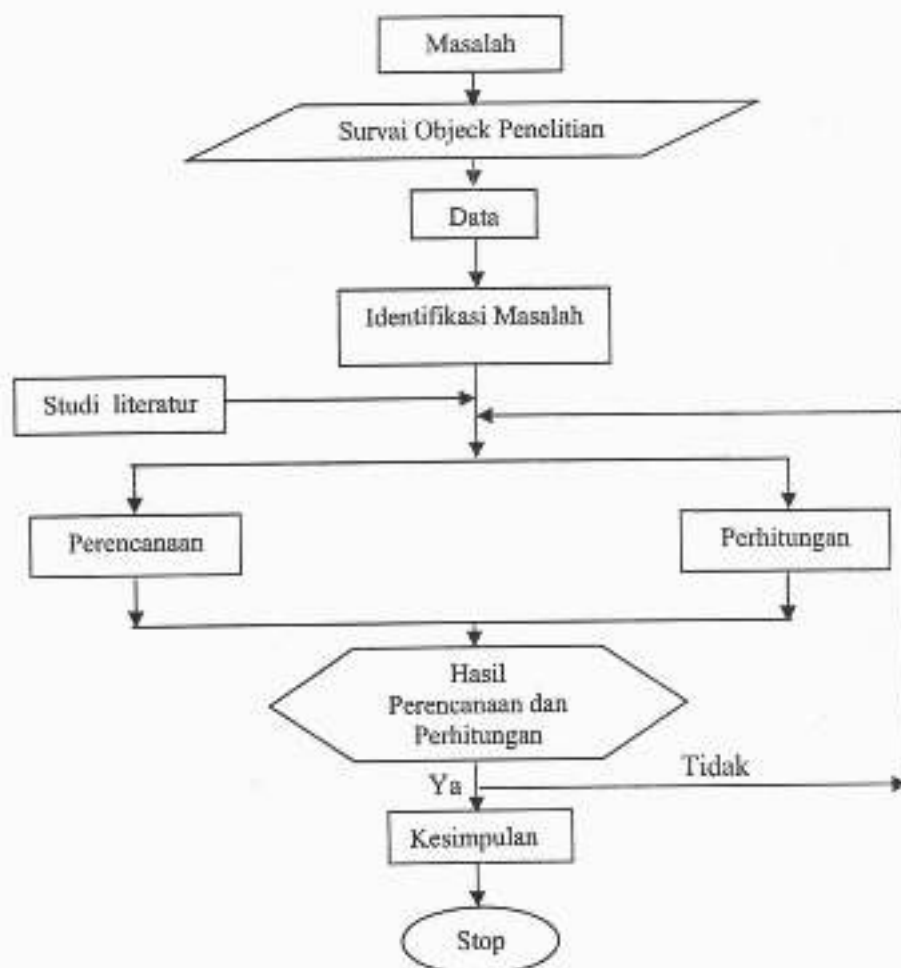 Masalah
Survai Objeck Penelitian
Data
Identifikasi Masalah
Studi literatur
Perencanaan
Perhitungan
Hasil
Perencanaan dan
Perhitungan
Ya
Tidak
Kesimpulan
Stop